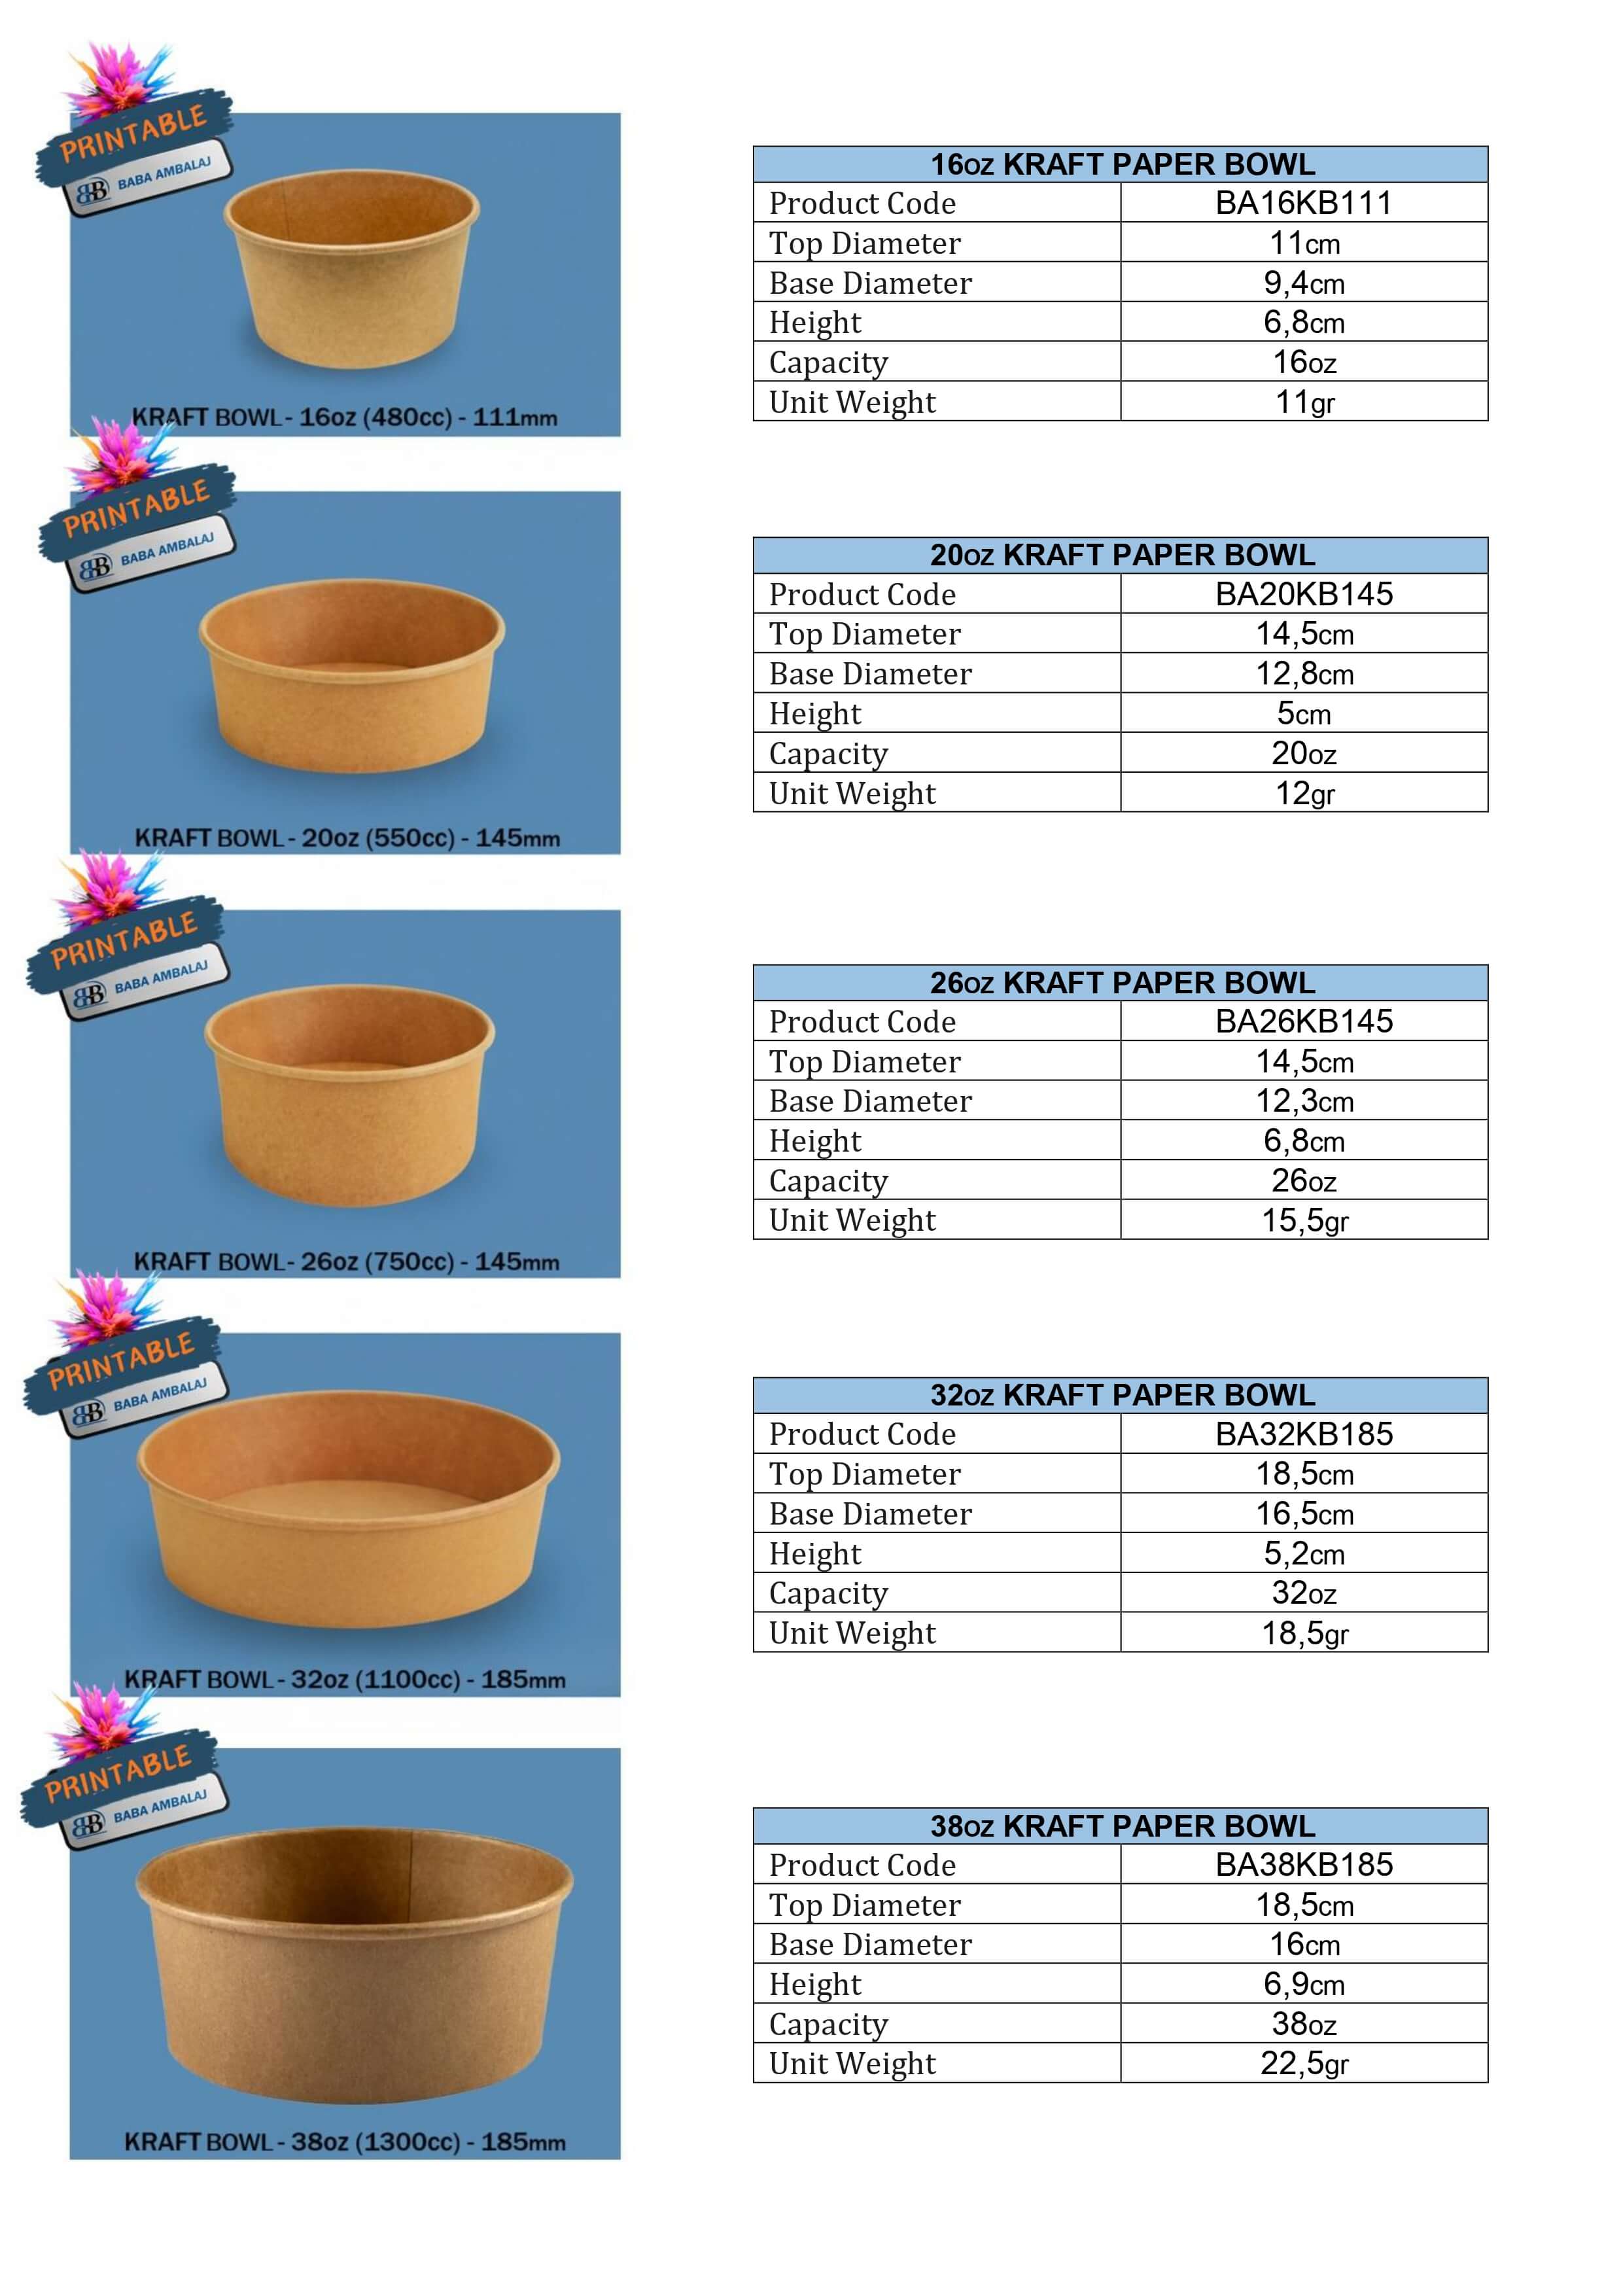 PRINTABLE
BB BABA AMBALAJ
KRAFT BOWL - 16oz (480cc) - 111mm
16oz KRAFT PAPER BOWL
Product Code BA16KB111
Top Diameter 11cm
Base Diameter 9,4cm
Height 6,8cm
Capacity 16oz
Unit Weight 11gr
PRINTABLE
BB BABA AMBALAJ
KRAFT BOWL - 20oz (550cc) - 145mm
20oz KRAFT PAPER BOWL
Product Code BA20KB145
Top Diameter 14,5cm
Base Diameter 12,8cm
Height 5cm
Capacity 20oz
Unit Weight 12gr
PRINTABLE
BB BABA AMBALAJ
KRAFT BOWL- 26oz (750cc) - 145mm
26oz KRAFT PAPER BOWL
Product Code BA26KB145
Top Diameter 14,5cm
Base Diameter 12,3cm
Height 6,8cm
Capacity 26oz
Unit Weight 15,5gr
PRINTABLE
BB BABA AMBALAJ
KRAFT BOWL - 32oz (1100cc) - 185mm
32oz KRAFT PAPER BOWL
Product Code BA32KB185
Top Diameter 18,5cm
Base Diameter 16,5cm
Height 5,2cm
Capacity 32oz
Unit Weight 18,5gr
PRINTABLE
BB BABA AMBALAJ
KRAFT BOWL - 38oz (1300cc) - 185mm
38oz KRAFT PAPER BOWL
Product Code BA38KB185
Top Diameter 18,5cm
Base Diameter 16cm
Height 6,9cm
Capacity 38oz
Unit Weight 22,5gr